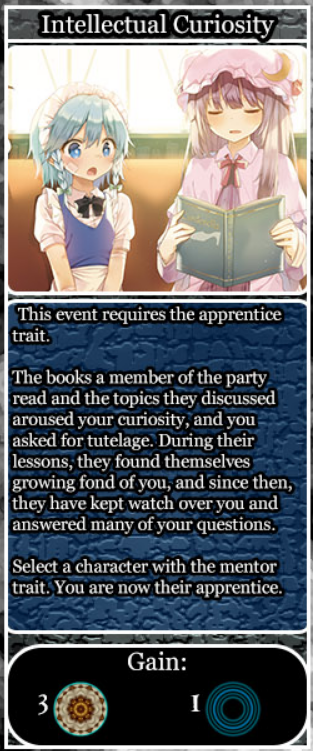 Intellectual Curiosity
This event requires the apprentice
trait.
The books a member of the party
read and the topics they discussed
aroused your curiosity, and you
asked for tutelage. During their
lessons, they found themselves
growing fond of you, and since then,
they have kept watch over you and
answered many of your questions.
Select a character with the mentor
trait. You are now their apprentice.
Gain:
3 1